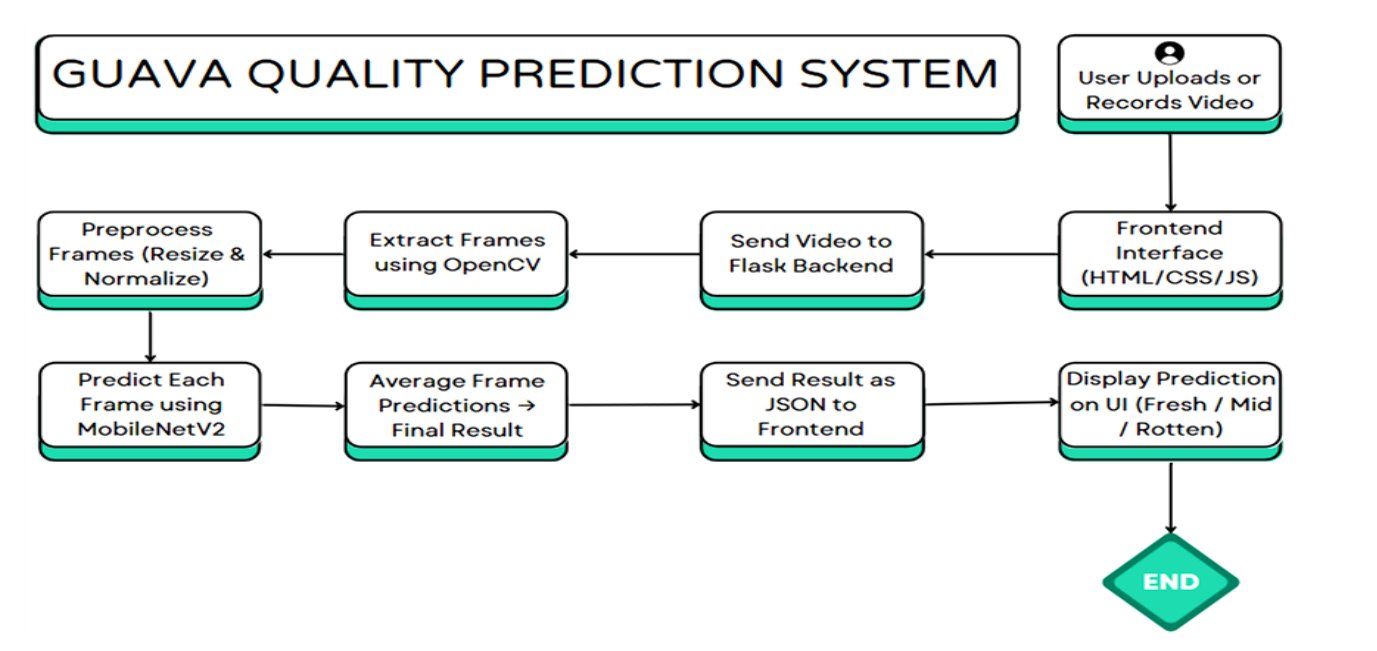 GUAVA QUALITY PREDICTION SYSTEM
User Uploads or
Records Video
Frontend
Interface
(HTML/CSS/JS)
Send Video to
Flask Backend
Extract Frames
using OpenCV
Preprocess
Frames (Resize &
Normalize)
Predict Each
Frame using
MobileNetV2
Average Frame
Predictions →
Final Result
Send Result as
JSON to
Frontend
Display Prediction
on UI (Fresh / Mid
/ Rotten)
END